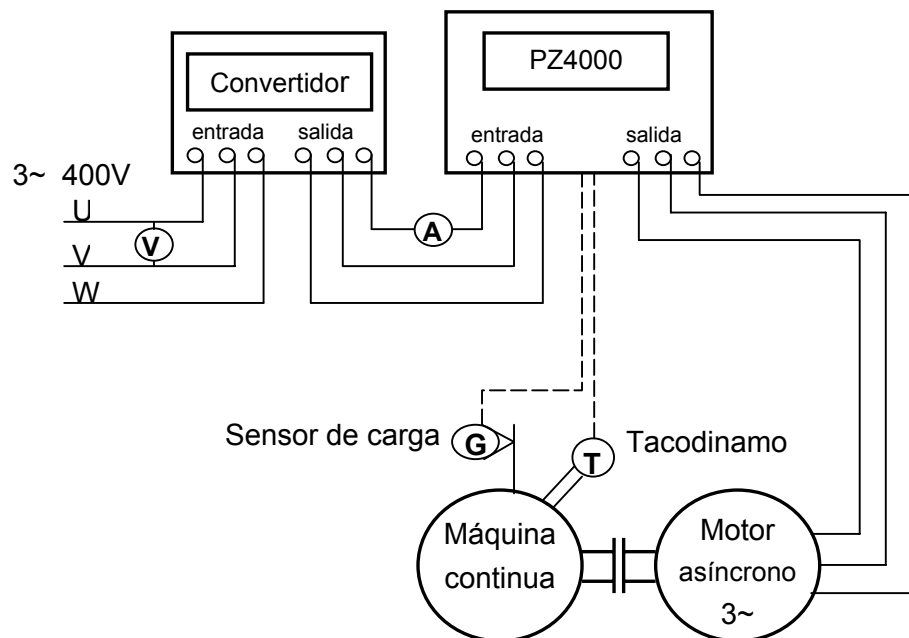 PZ4000
Convertidor
entrada salida
entrada salida
3~ 400V
U
V
A
V
W
Sensor de carga
G
T
Tacodinamo
Máquina
continua
Motor
asíncrono
3~